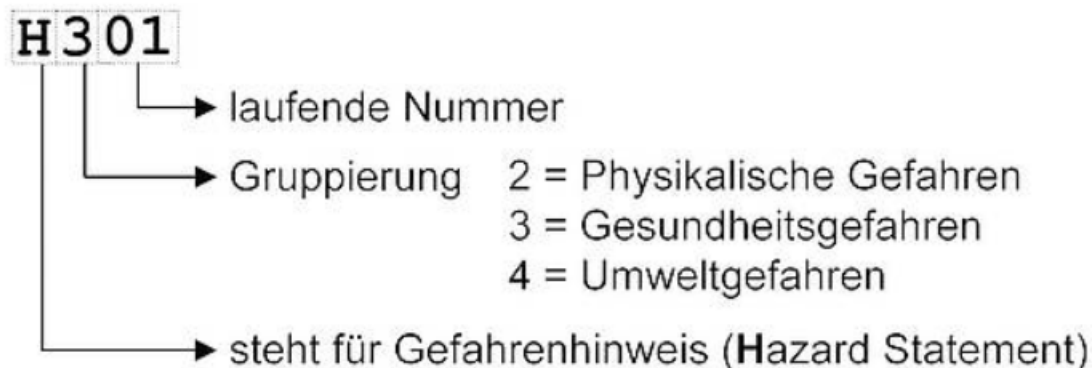 H301
laufende Nummer
Gruppierung 2 = Physikalische Gefahren
3 = Gesundheitsgefahren
4 = Umweltgefahren
steht für Gefahrenhinweis (Hazard Statement)